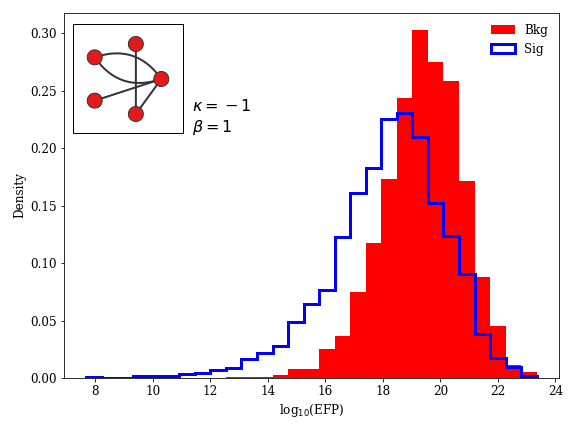 Bkg
Sig
κ = −1
β = 1
Density
0.30
0.25
0.20
0.15
0.10
0.05
0.00
8 10 12 14 16 18 20 22 24
log₁₀(EFP)